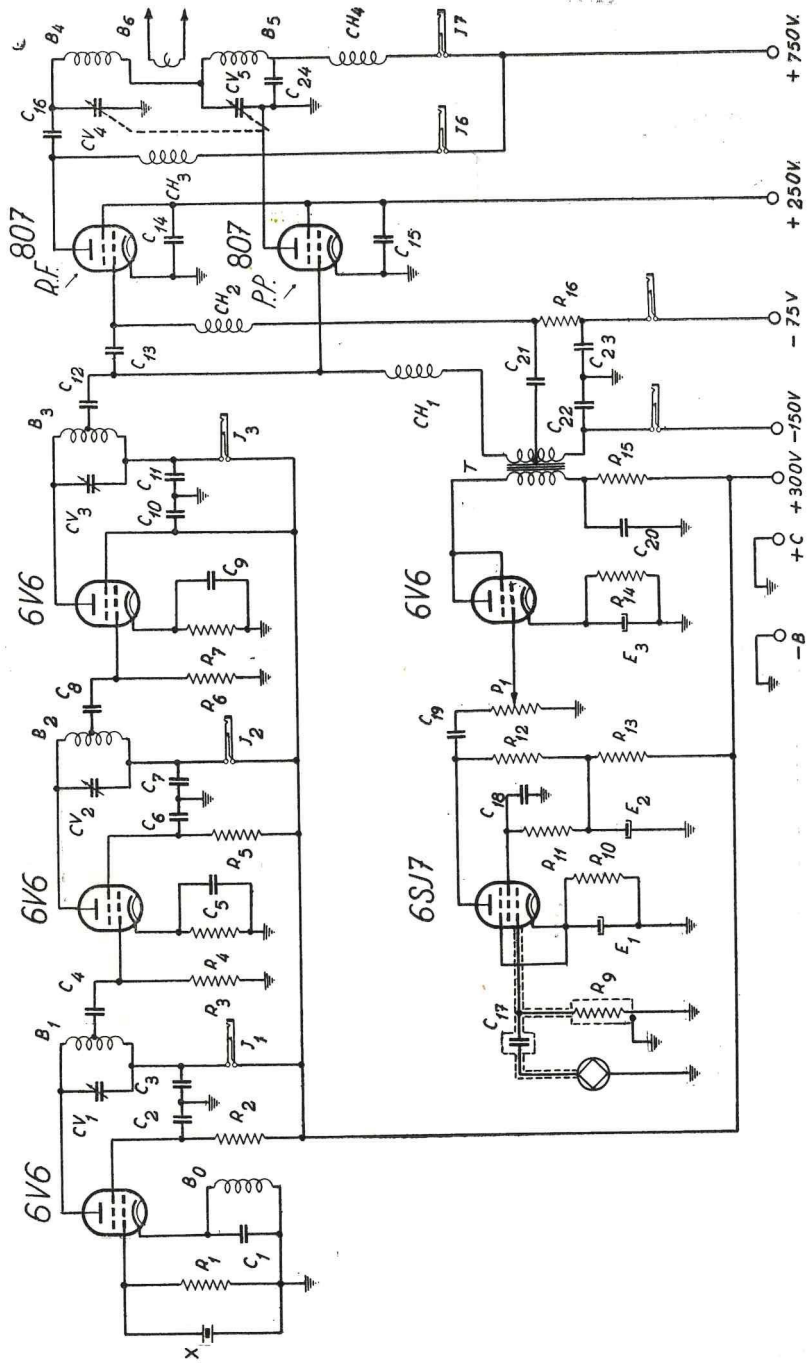 6V6
6V6
6V6
807
R.F.
807
P.P.
X
R1
C1
B0
CV1
B1
C2
C3
R2
J1
R3
C4
R4
C5
R5
CV2
B2
C6
C7
J2
C8
R6
R7
C9
CV3
B3
C10
C11
J3
C12
C13
CH1
CH2
C14
C15
CH3
C16
CV4
B4
B6
CV5
B5
C24
CH4
J6
J7
6SJ7
6V6
C17
R9
E1
R10
R11
C18
E2
R12
R13
C19
P1
E3
R14
T
C20
R15
C21
C22
C23
R16
-B
+C
+300V
-150V
-75V
+250V.
+750V.